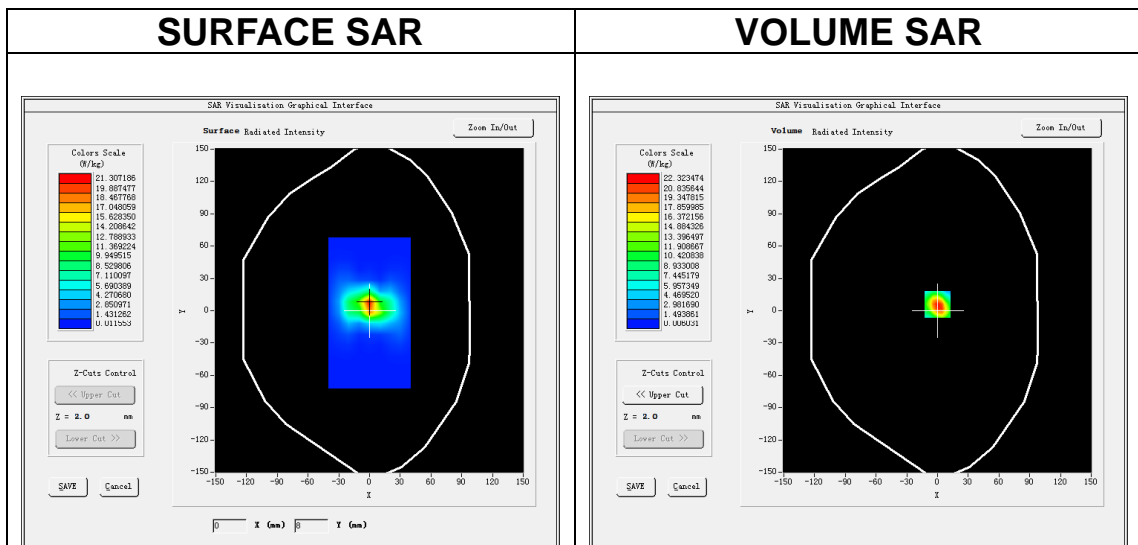 SURFACE SAR
VOLUME SAR
SAR Visualisation Graphical Interface
Surface Radiated Intensity
Zoom In/Out
Colors Scale
(W/kg)
21.307186
19.887477
18.467768
17.048059
15.628350
14.208642
12.788933
11.369224
9.949515
8.529806
7.110097
5.690389
4.270680
2.850971
1.431262
0.011553
Z-Cuts Control
<< Upper Cut
Z = 2.0 mm
Lower Cut >>
SAVE Cancel
150
120
90
60
30
0
-30
-60
-90
-120
-150
Y
-150 -120 -90 -60 -30 0 30 60 90 120 150
X
0 X (mm) 8 Y (mm)
SAR Visualisation Graphical Interface
Volume Radiated Intensity
Zoom In/Out
Colors Scale
(W/kg)
22.323474
20.835644
19.347815
17.859985
16.372156
14.884326
13.396497
11.908667
10.420838
8.933008
7.445179
5.957349
4.469520
2.981690
1.493861
0.006031
Z-Cuts Control
<< Upper Cut
Z = 2.0 mm
Lower Cut >>
SAVE Cancel
150
120
90
60
30
0
-30
-60
-90
-120
-150
Y
-150 -120 -90 -60 -30 0 30 60 90 120 150
X